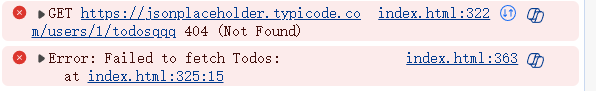 GET https://jsonplaceholder.typicode.co index.html:322
m/users/1/todosqqq 404 (Not Found)
Error: Failed to fetch Todos: index.html:363
at index.html:325:15